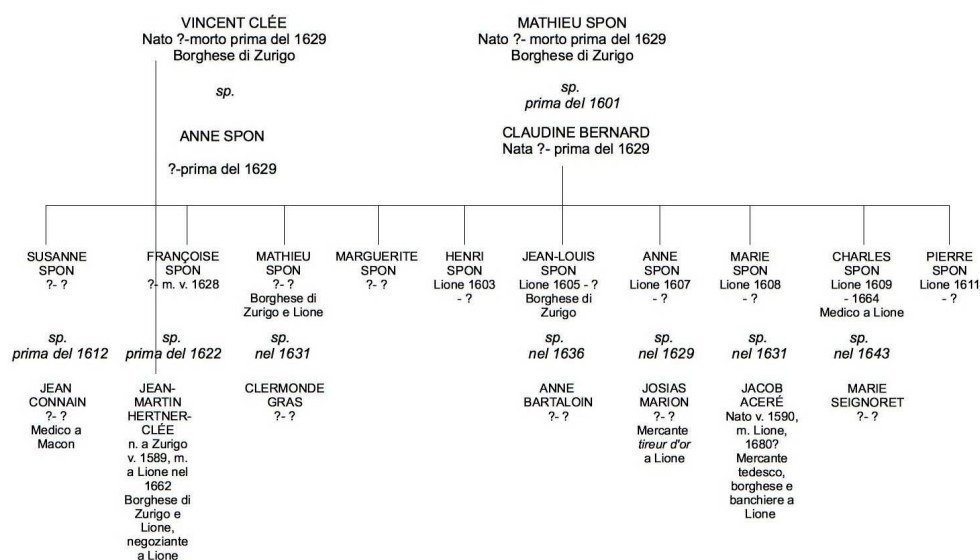 VINCENT CLÉE
Nato ?-morto prima del 1629
Borghese di Zurigo
sp.
ANNE SPON
?-prima del 1629
MATHIEU SPON
Nato ?- morto prima del 1629
Borghese di Zurigo
sp.
prima del 1601
CLAUDINE BERNARD
Nata ?- prima del 1629
SUSANNE
SPON
?- ?
sp.
prima del 1612
JEAN
CONNAIN
?- ?
Medico a
Macon
FRANÇOISE
SPON
?- m. v. 1628
sp.
prima del 1622
JEAN-
MARTIN
HERTNER-
CLÉE
n. a Zurigo
v. 1589, m.
a Lione nel
1662
Borghese di
Zurigo e
Lione,
negoziante
a Lione
MATHIEU
SPON
?- ?
Borghese di
Zurigo e Lione
sp.
nel 1631
CLERMONDE
GRAS
?- ?
MARGUERITE
SPON
?- ?
HENRI
SPON
Lione 1603
- ?
JEAN-LOUIS
SPON
Lione 1605 - ?
Borghese di
Zurigo
sp.
nel 1636
ANNE
BARTALOIN
?- ?
ANNE
SPON
Lione 1607
- ?
sp.
nel 1629
JOSIAS
MARION
?- ?
Mercante
tireur d'or
a Lione
MARIE
SPON
Lione 1608
- ?
sp.
nel 1631
JACOB
ACERÉ
Nato v. 1590,
m. Lione,
1680?
Mercante
tedesco,
borghese e
banchiere a
Lione
CHARLES
SPON
Lione 1609
- 1664
Medico a Lione
sp.
nel 1643
MARIE
SEIGNORET
?- ?
PIERRE
SPON
Lione 1611
- ?